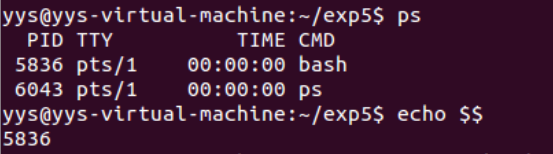 yys@yys-virtual-machine:~/exp5$ ps
    PID TTY          TIME CMD
   5836 pts/1    00:00:00 bash
   6043 pts/1    00:00:00 ps
yys@yys-virtual-machine:~/exp5$ echo $$
5836